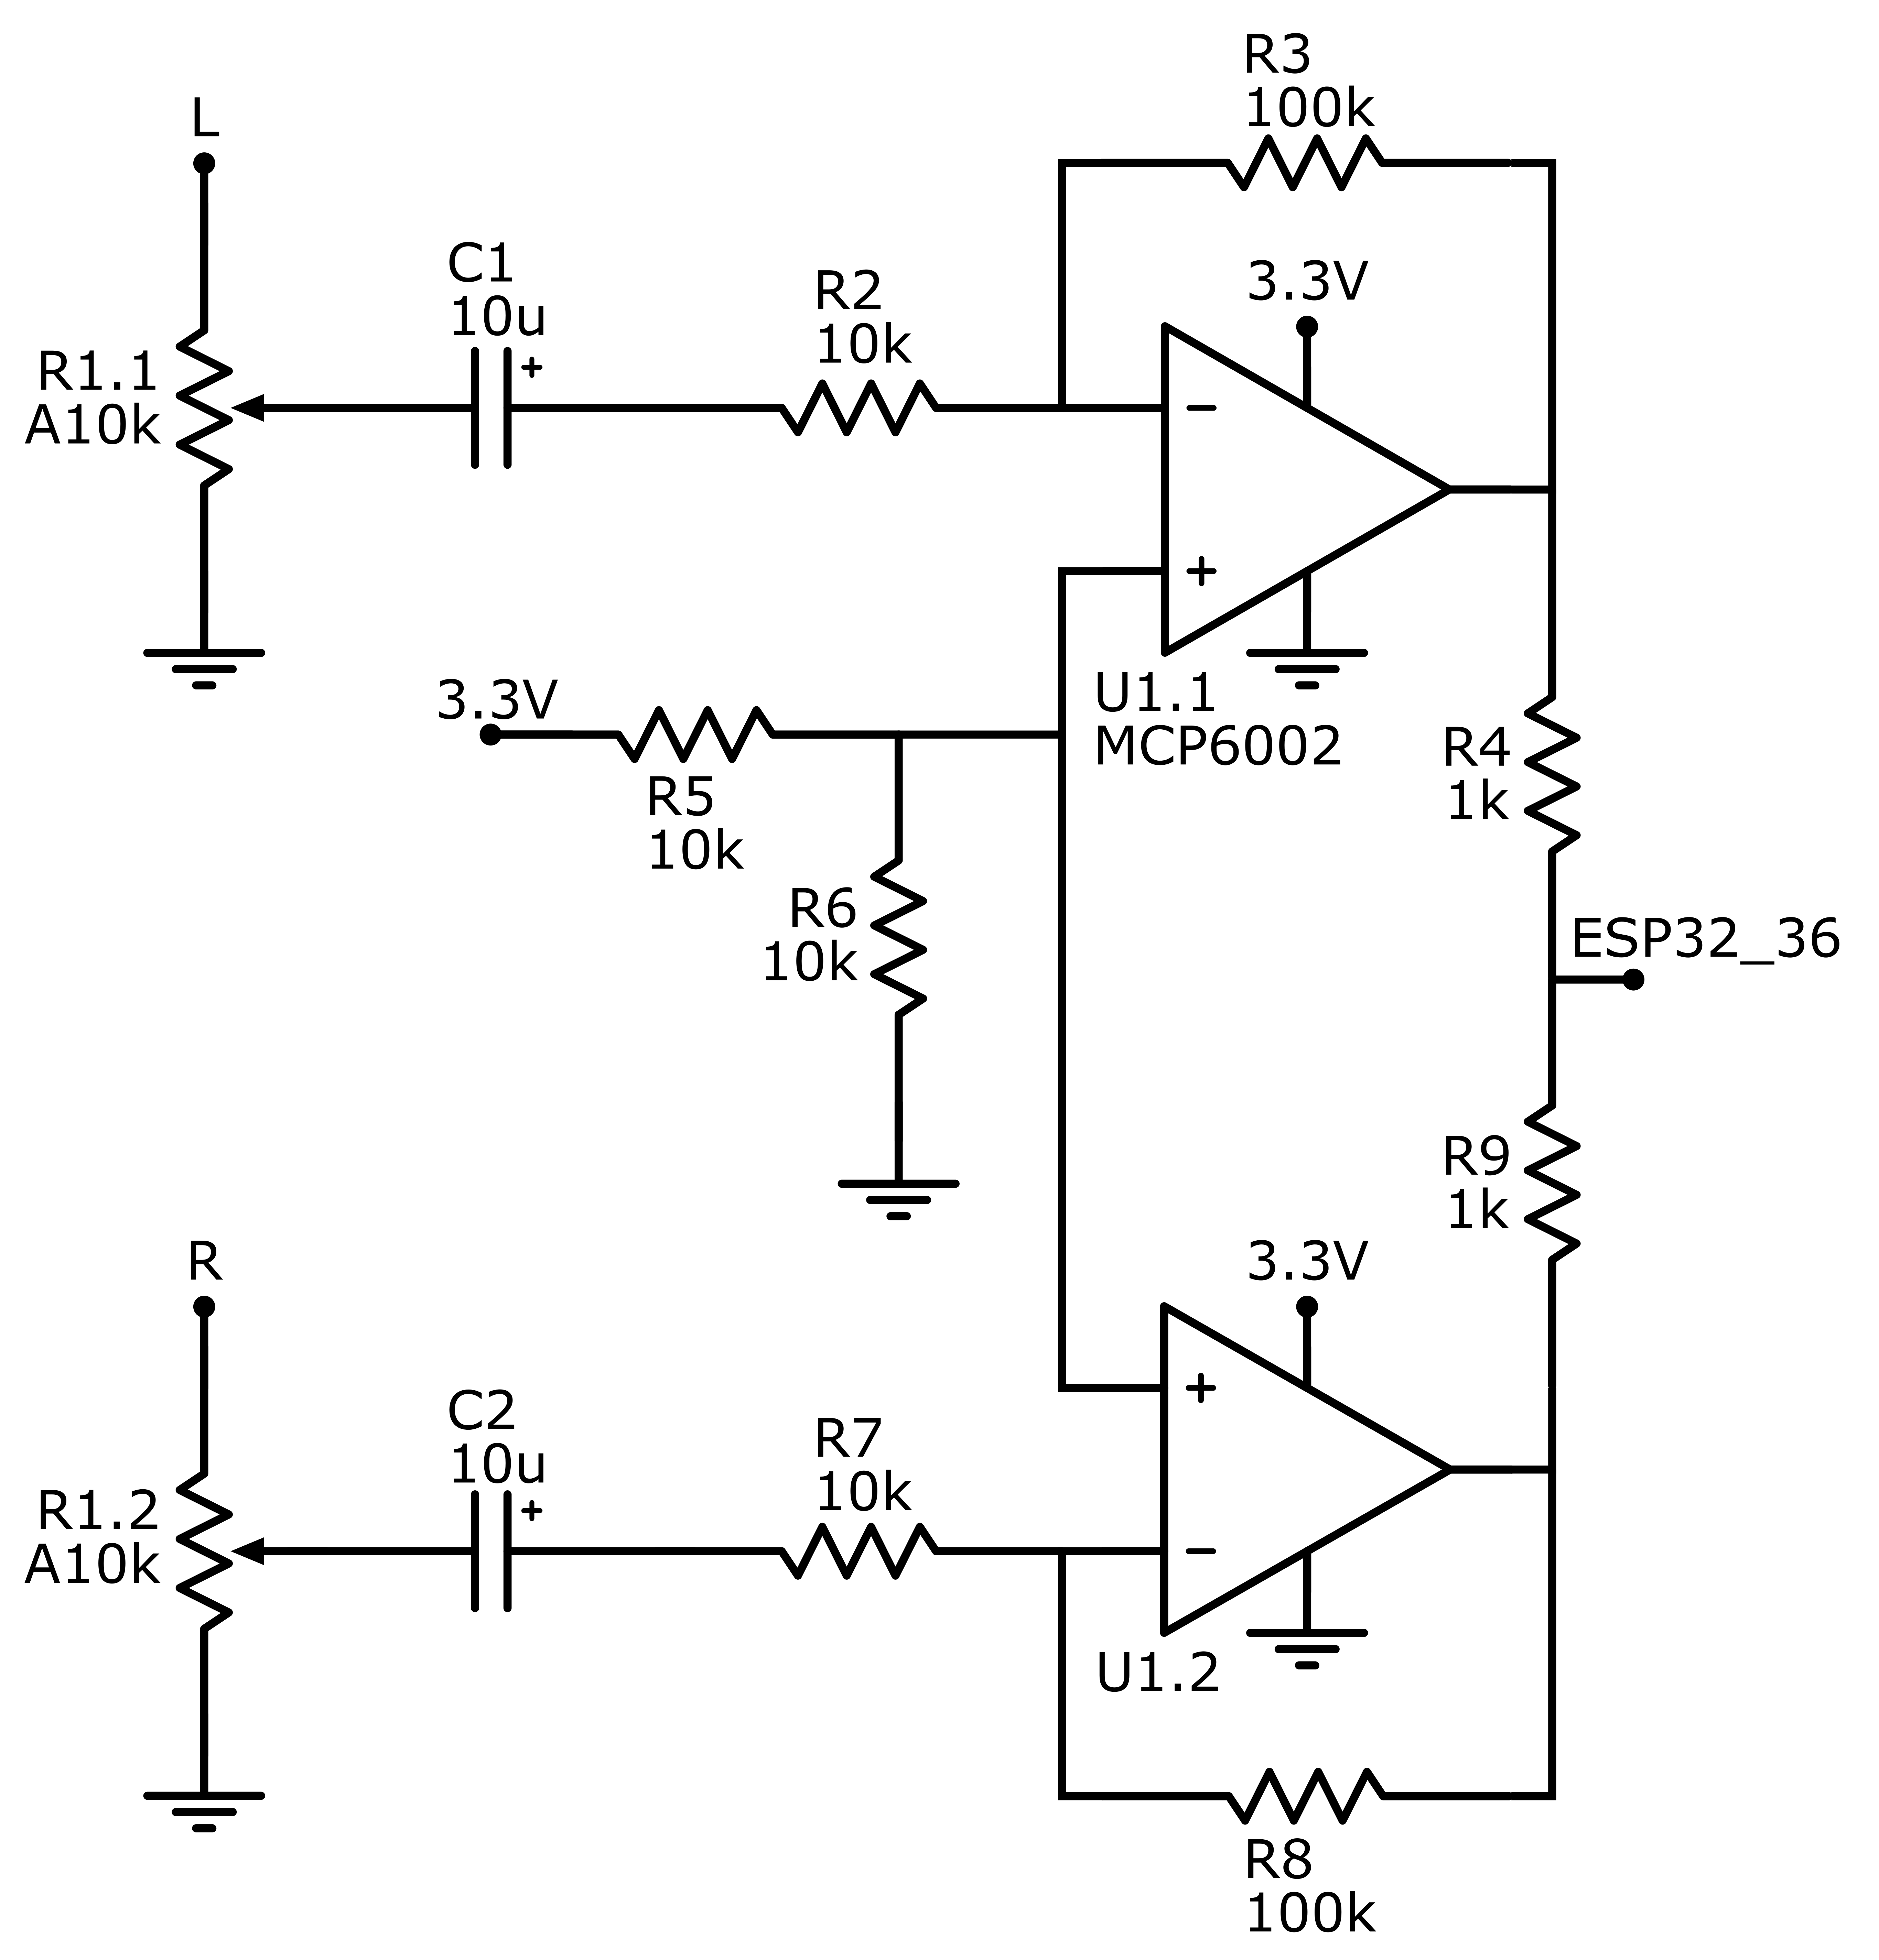 R3
100k
L
C1
10u
+
R2
10k
3.3V
R1.1
A10k
−
+
3.3V
U1.1
MCP6002
R5
10k
R4
1k
R6
10k
ESP32_36
R9
1k
R
3.3V
C2
10u
+
R7
10k
+
R1.2
A10k
−
U1.2
R8
100k